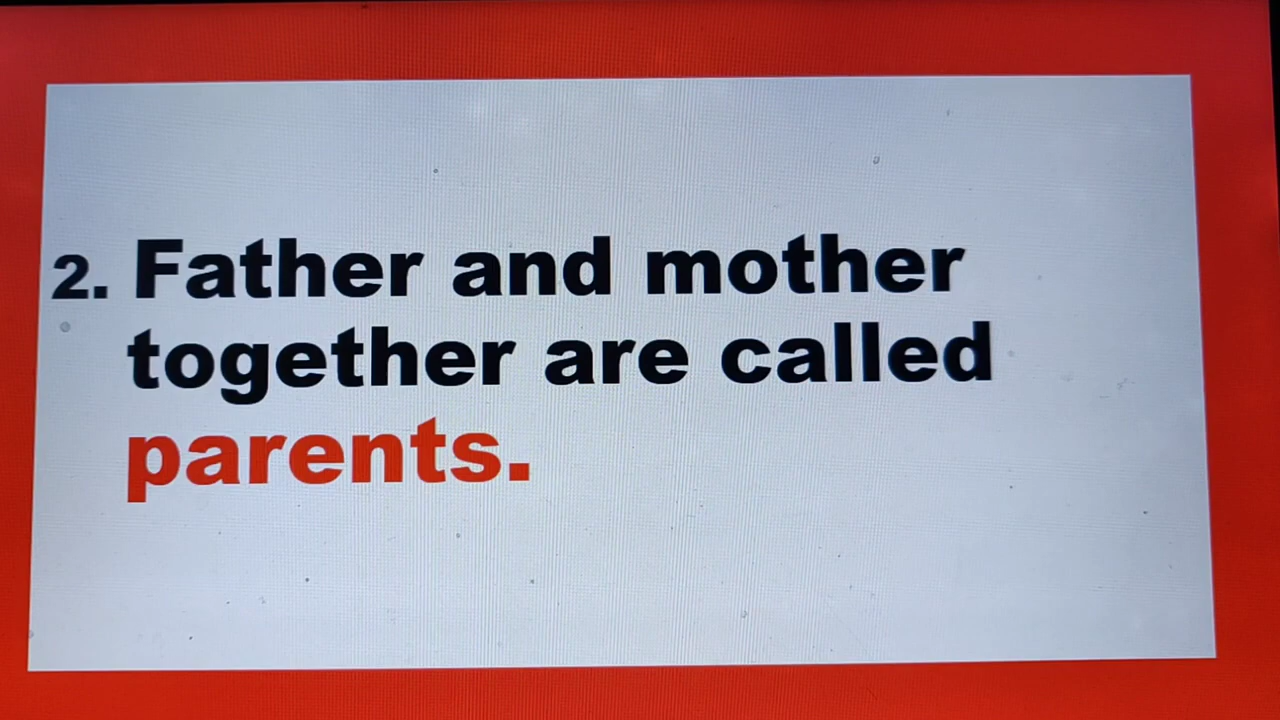 2. Father and mother
together are called
parents.